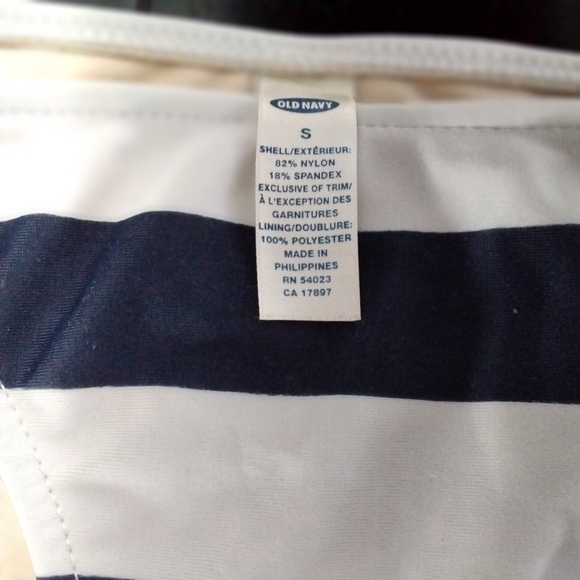 OLD NAVY
S
SHELL/EXTÉRIEUR:
82% NYLON
18% SPANDEX
EXCLUSIVE OF TRIM/
À L'EXCEPTION DES
GARNITURES
LINING/DOUBLURE:
100% POLYESTER
MADE IN
PHILIPPINES
RN 54023
CA 17897